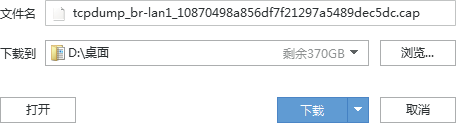 文件名 tcpdump_br-lan1_10870498a856df7f21297a5489dec5dc.cap
下载到 D:\桌面 剩余370GB 浏览...
打开 下载 取消